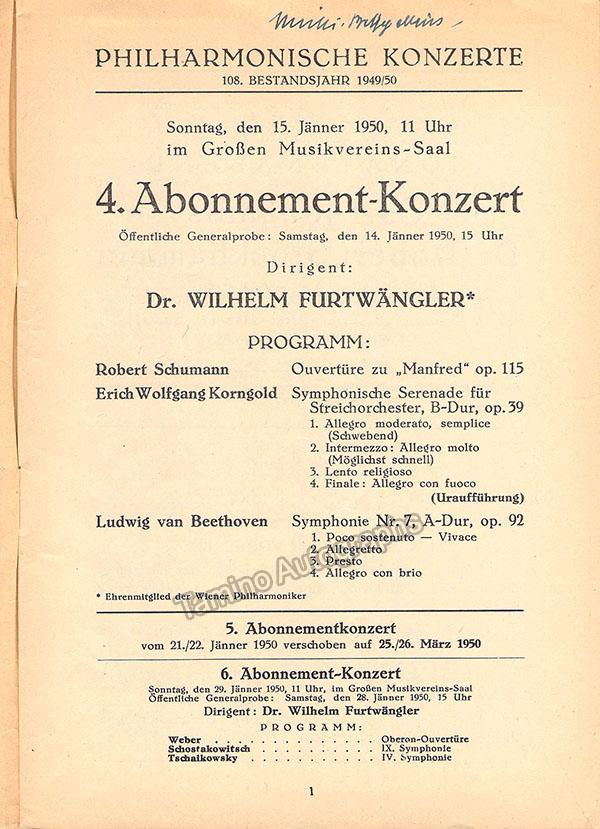 PHILHARMONISCHE KONZERTE
108. BESTANDSJAHR 1949/50
Sonntag, den 15. Jänner 1950, 11 Uhr
im Großen Musikvereins-Saal
4. Abonnement-Konzert
Öffentliche Generalprobe: Samstag, den 14. Jänner 1950, 15 Uhr
Dirigent:
Dr. WILHELM FURTWÄNGLER*
PROGRAMM:
Robert Schumann Ouvertüre zu „Manfred" op. 115
Erich Wolfgang Korngold Symphonische Serenade für
Streichorchester, B-Dur, op. 39
1. Allegro moderato, semplice
(Schwebend)
2. Intermezzo: Allegro molto
(Möglichst schnell)
3. Lento religioso
4. Finale: Allegro con fuoco
(Uraufführung)
Ludwig van Beethoven Symphonie Nr. 7, A-Dur, op. 92
1. Poco sostenuto — Vivace
2. Allegretto
3. Presto
4. Allegro con brio
Tamino Autographs
* Ehrenmitglied der Wiener Philharmoniker
5. Abonnementkonzert
vom 21./22. Jänner 1950 verschoben auf 25./26. März 1950
6. Abonnement-Konzert
Sonntag, den 29. Jänner 1950, 11 Uhr, im Großen Musikvereins-Saal
Öffentliche Generalprobe: Samstag, den 28. Jänner 1950, 15 Uhr
Dirigent: Dr. Wilhelm Furtwängler
PROGRAMM:
Weber . . . . . . . . . . . . . . Oberon-Ouvertüre
Schostakowitsch . . . . . . . . . . IX. Symphonie
Tschaikowsky . . . . . . . . . . . IV. Symphonie
1